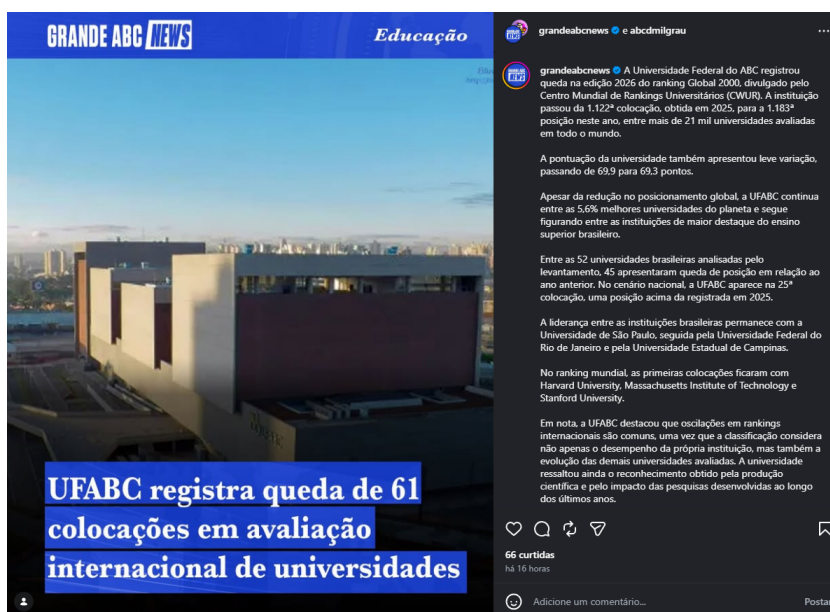 GRANDE ABC NEWS
Educação
UFABC registra queda de 61
colocações em avaliação
internacional de universidades
grandeabcnews e abcdmilgrau
grandeabcnews A Universidade Federal do ABC registrou
queda na edição 2026 do ranking Global 2000, divulgado pelo
Centro Mundial de Rankings Universitários (CWUR). A instituição
passou da 1.122ª colocação, obtida em 2025, para a 1.183ª
posição neste ano, entre mais de 21 mil universidades avaliadas
em todo o mundo.
A pontuação da universidade também apresentou leve variação,
passando de 69,9 para 69,3 pontos.
Apesar da redução no posicionamento global, a UFABC continua
entre as 5,6% melhores universidades do planeta e segue
figurando entre as instituições de maior destaque do ensino
superior brasileiro.
Entre as 52 universidades brasileiras analisadas pelo
levantamento, 45 apresentaram queda de posição em relação ao
ano anterior. No cenário nacional, a UFABC aparece na 25ª
colocação, uma posição acima da registrada em 2025.
A liderança entre as instituições brasileiras permanece com a
Universidade de São Paulo, seguida pela Universidade Federal do
Rio de Janeiro e pela Universidade Estadual de Campinas.
No ranking mundial, as primeiras colocações ficaram com
Harvard University, Massachusetts Institute of Technology e
Stanford University.
Em nota, a UFABC destacou que oscilações em rankings
internacionais são comuns, uma vez que a classificação considera
não apenas o desempenho da própria instituição, mas também a
evolução das demais universidades avaliadas. A universidade
ressaltou ainda o reconhecimento obtido pela produção
científica e pelo impacto das pesquisas desenvolvidas ao longo
dos últimos anos.
66 curtidas
há 16 horas
Adicione um comentário...
Postar